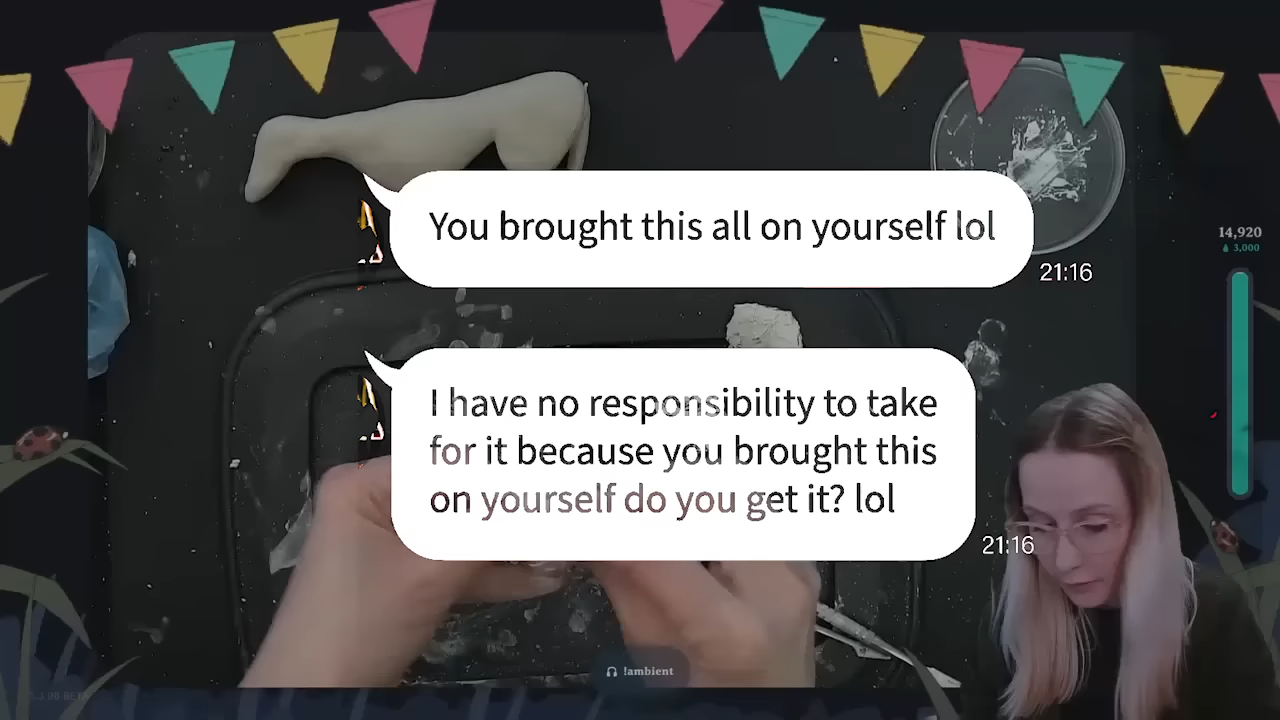 14,920
3,000
You brought this all on yourself lol
21:16
I have no responsibility to take
for it because you brought this
on yourself do you get it? lol
21:16
!ambient